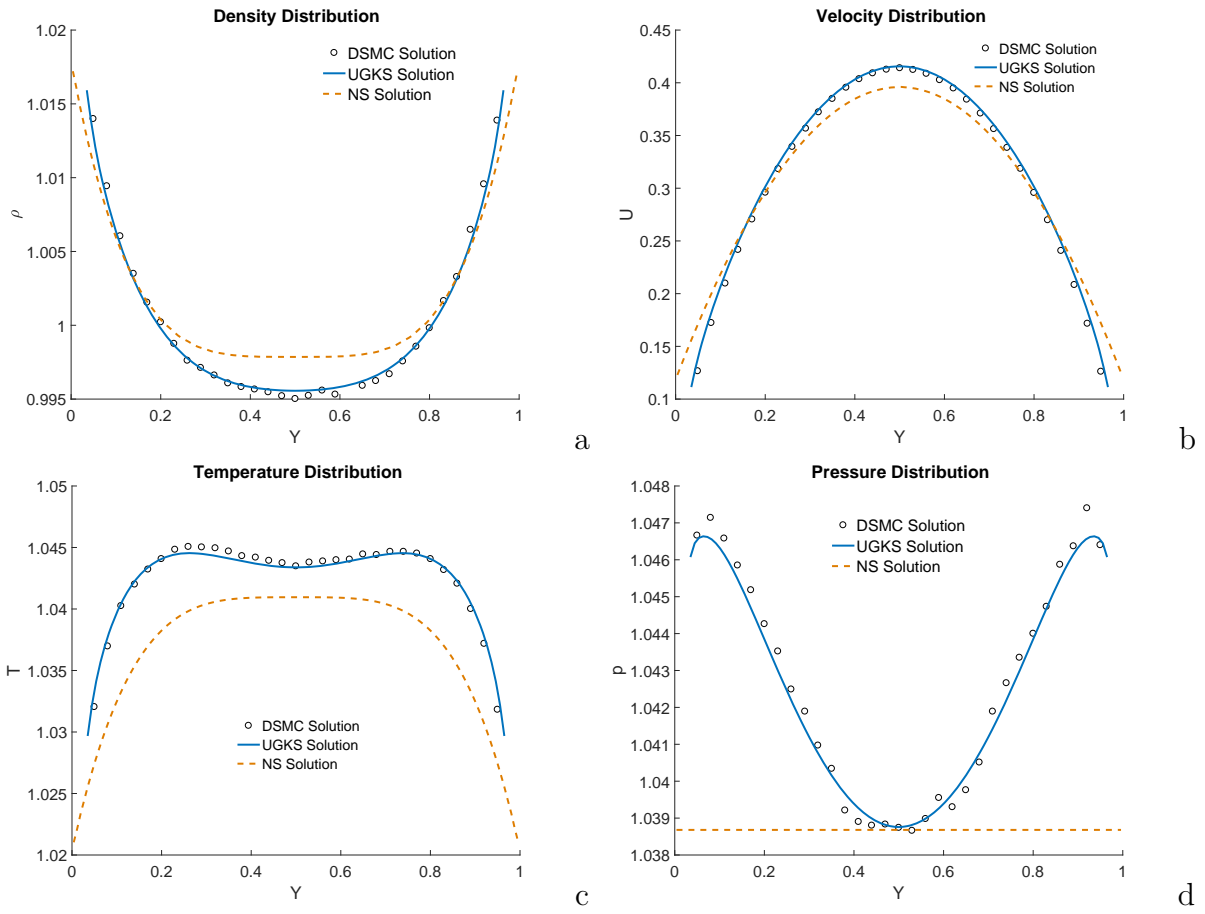 Density Distribution
1.02
1.015
1.01
1.005
1
0.995
ρ
DSMC Solution
UGKS Solution
NS Solution
0 0.2 0.4 0.6 0.8 1
Y
a
Velocity Distribution
0.45
0.4
0.35
0.3
0.25
0.2
0.15
0.1
U
DSMC Solution
UGKS Solution
NS Solution
0 0.2 0.4 0.6 0.8 1
Y
b
Temperature Distribution
1.05
1.045
1.04
1.035
1.03
1.025
1.02
T
DSMC Solution
UGKS Solution
NS Solution
0 0.2 0.4 0.6 0.8 1
Y
c
Pressure Distribution
1.048
1.047
1.046
1.045
1.044
1.043
1.042
1.041
1.04
1.039
1.038
p
DSMC Solution
UGKS Solution
NS Solution
0 0.2 0.4 0.6 0.8 1
Y
d